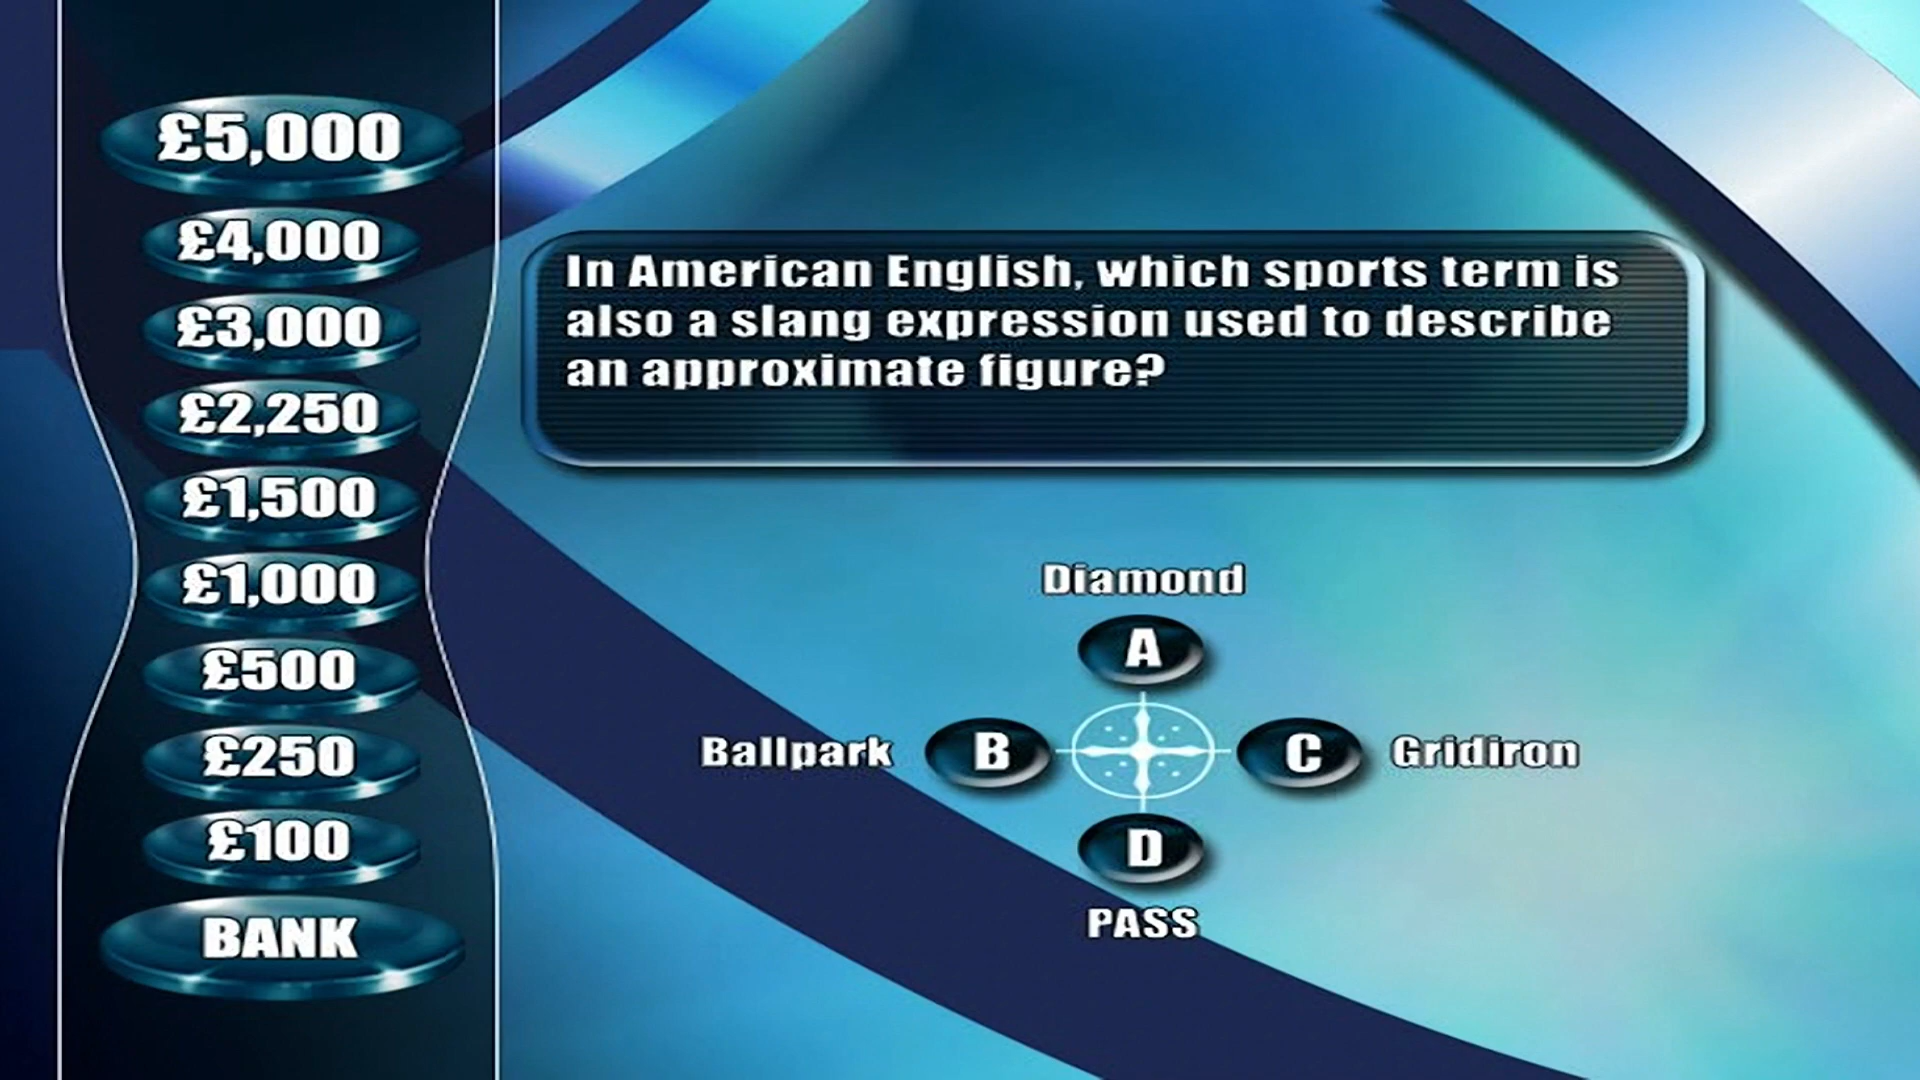 £5,000
£4,000
£3,000
£2,250
£1,500
£1,000
£500
£250
£100
BANK
In American English, which sports term is
also a slang expression used to describe
an approximate figure?
Diamond
A
Ballpark
B
C
Gridiron
D
PASS